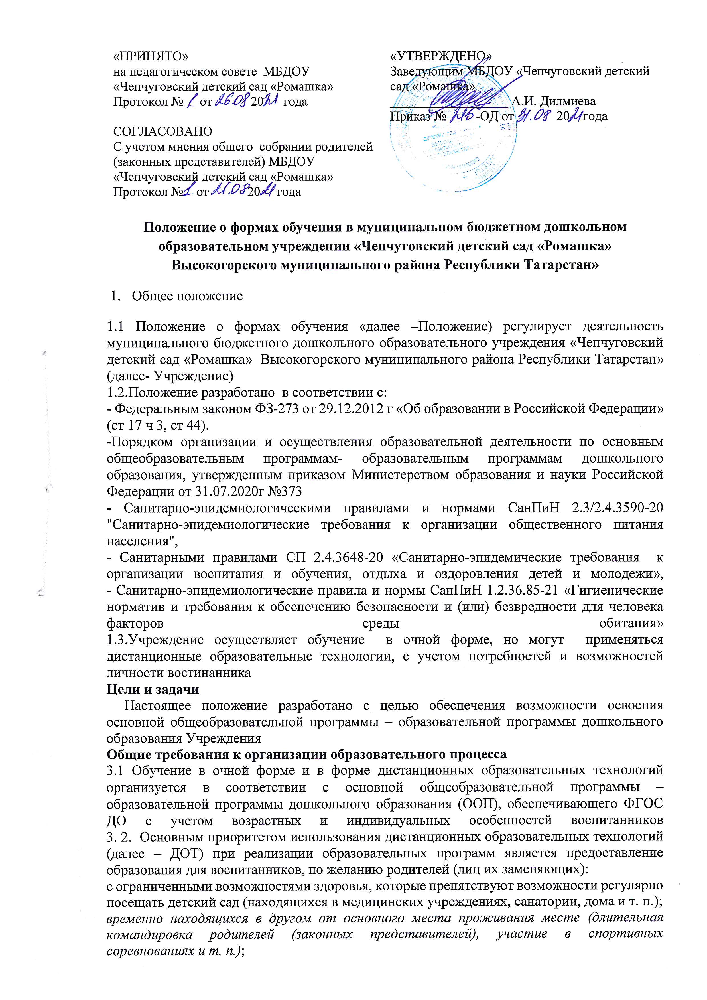 «ПРИНЯТО»
на педагогическом совете МБДОУ
«Чепчуговский детский сад «Ромашка»
Протокол № 1 от 26.08 2021 года
СОГЛАСОВАНО
С учетом мнения общего собрании родителей
(законных представителей) МБДОУ
«Чепчуговский детский сад «Ромашка»
Протокол № 1 от 21.08 2021 года
«УТВЕРЖДЕНО»
Заведующим МБДОУ «Чепчуговский детский
сад «Ромашка»
А.И. Дилмиева
Приказ № 215 -ОД от 31.08 2021 года
Положение о формах обучения в муниципальном бюджетном дошкольном
образовательном учреждении «Чепчуговский детский сад «Ромашка»
Высокогорского муниципального района Республики Татарстан»
1. Общее положение
1.1 Положение о формах обучения «далее –Положение) регулирует деятельность
муниципального бюджетного дошкольного образовательного учреждения «Чепчуговский
детский сад «Ромашка» Высокогорского муниципального района Республики Татарстан»
(далее- Учреждение)
1.2.Положение разработано в соответствии с:
- Федеральным законом ФЗ-273 от 29.12.2012 г «Об образовании в Российской Федерации»
(ст 17 ч 3, ст 44).
-Порядком организации и осуществления образовательной деятельности по основным
общеобразовательным программам- образовательным программам дошкольного
образования, утвержденным приказом Министерством образования и науки Российской
Федерации от 31.07.2020г №373
- Санитарно-эпидемиологическими правилами и нормами СанПиН 2.3/2.4.3590-20
"Санитарно-эпидемиологические требования к организации общественного питания
населения",
- Санитарными правилами СП 2.4.3648-20 «Санитарно-эпидемические требования к
организации воспитания и обучения, отдыха и оздоровления детей и молодежи»,
- Санитарно-эпидемиологические правила и нормы СанПиН 1.2.36.85-21 «Гигиенические
норматив и требования к обеспечению безопасности и (или) безвредности для человека
факторов среды обитания»
1.3.Учреждение осуществляет обучение в очной форме, но могут применяться
дистанционные образовательные технологии, с учетом потребностей и возможностей
личности востинанника
Цели и задачи
Настоящее положение разработано с целью обеспечения возможности освоения
основной общеобразовательной программы – образовательной программы дошкольного
образования Учреждения
Общие требования к организации образовательного процесса
3.1 Обучение в очной форме и в форме дистанционных образовательных технологий
организуется в соответствии с основной общеобразовательной программы –
образовательной программы дошкольного образования (ООП), обеспечивающего ФГОС
ДО с учетом возрастных и индивидуальных особенностей воспитанников
3. 2. Основным приоритетом использования дистанционных образовательных технологий
(далее – ДОТ) при реализации образовательных программ является предоставление
образования для воспитанников, по желанию родителей (лиц их заменяющих):
с ограниченными возможностями здоровья, которые препятствуют возможности регулярно
посещать детский сад (находящихся в медицинских учреждениях, санатории, дома и т. п.);
временно находящихся в другом от основного места проживания месте (длительная
командировка родителей (законных представителей), участие в спортивных
соревнованиях и т. п.);